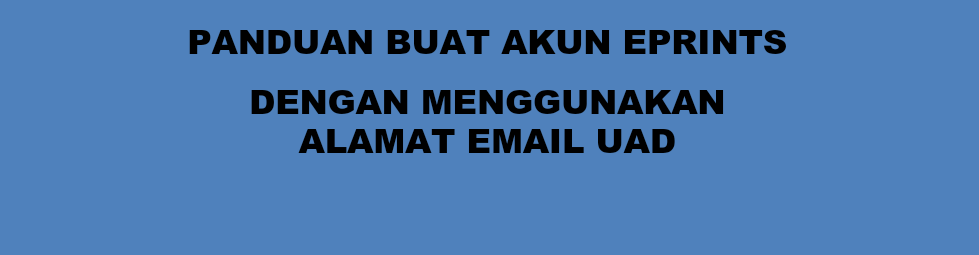 PANDUAN BUAT AKUN EPRINTS
DENGAN MENGGUNAKAN
ALAMAT EMAIL UAD